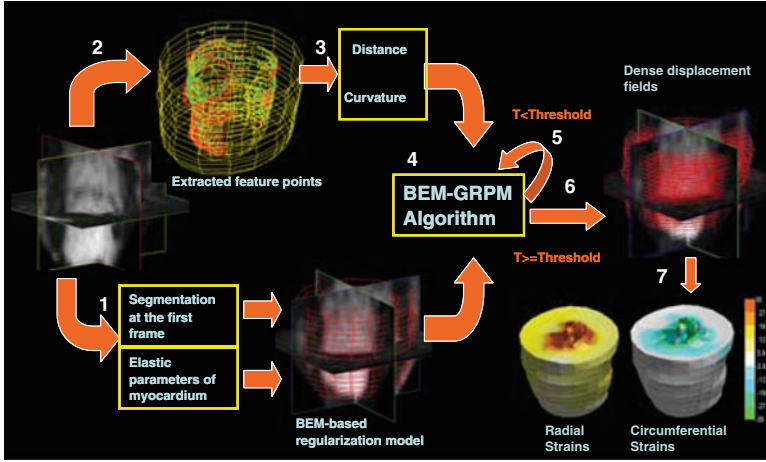 2
3
Distance
Curvature
Extracted feature points
T<Threshold
5
4
BEM-GRPM
Algorithm
6
T>=Threshold
Dense displacement
fields
7
1
Segmentation
at the first
frame
Elastic
parameters of
myocardium
BEM-based
regularization model
Radial
Strains
Circumferential
Strains